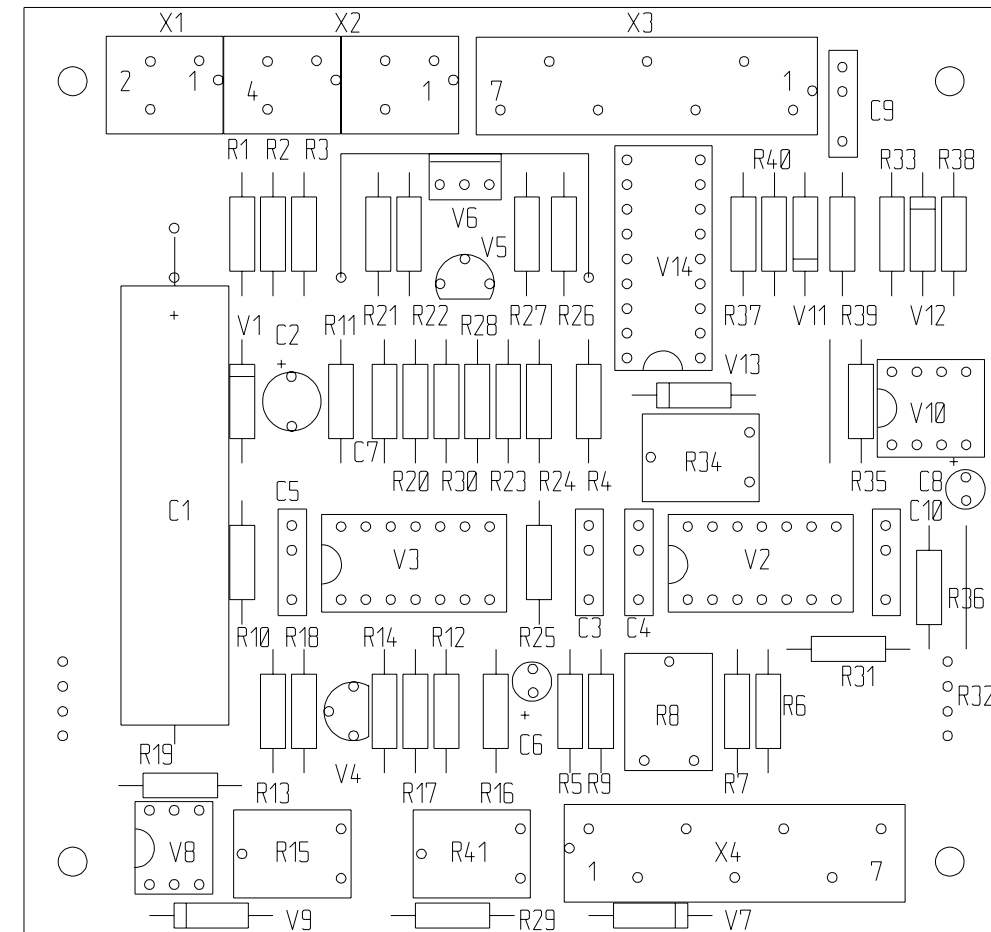 X1 X2 X3
2 1 4 1 7 1
C9
R1 R2 R3 R40 R33 R38
V6
V5
V14
+
V1 C2 R11 R21 R22 R28 R27 R26 R37 V11 R39 V12
+
V13
V10
C7 R34
R20 R30 R23 R24 R4 R35 C8
+
C1 C5 C10
V3 V2
R36
R10 R18 R14 R12 R25 C3 C4
R31
R32
R8 R6
+
C6
R19 V4 R5 R9 R7
R13 R17 R16
V8 R15 R41 X4
1 7
V9 R29 V7